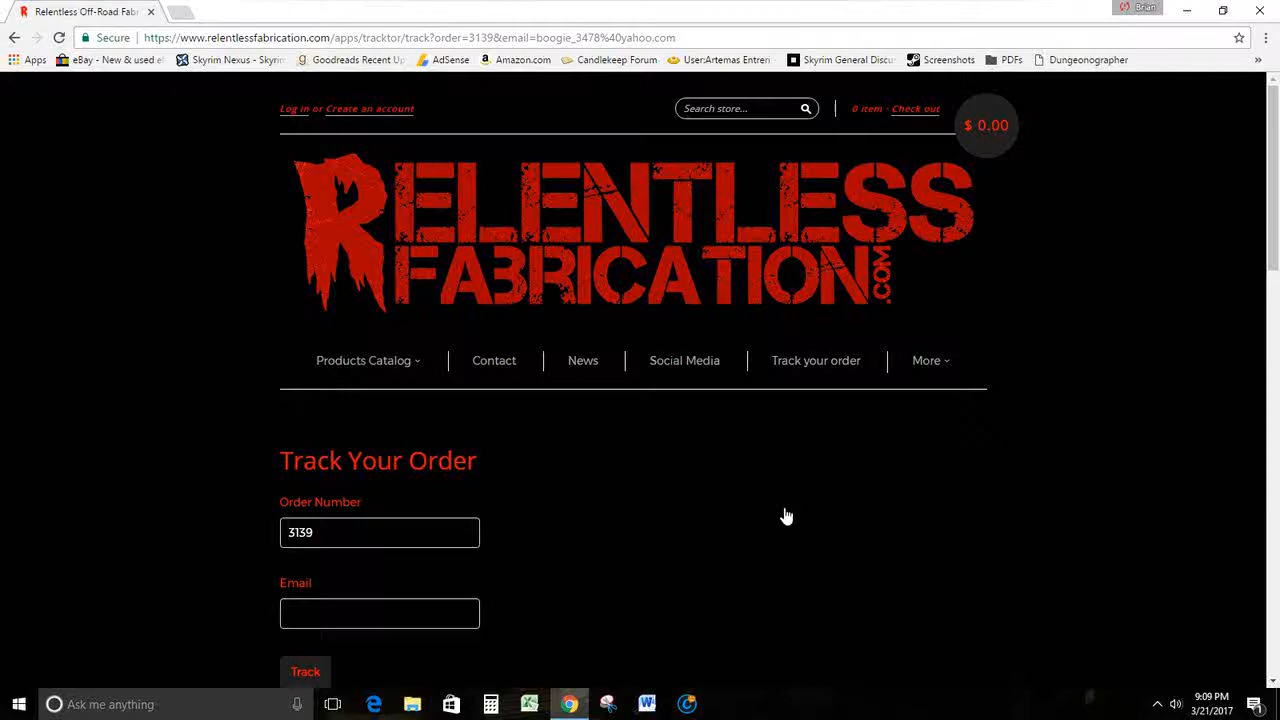 Relentless Off-Road Fabr
Brian
Secure
https://www.relentlessfabrication.com/apps/tracktor/track?order=3139&email=boogie_3478%40yahoo.com
Apps
eBay - New & used el
Skyrim Nexus - Skyri
Goodreads Recent Up
AdSense
Amazon.com
Candlekeep Forum
User:Artemas Entreri
Skyrim General Discu
Screenshots
PDFs
Dungeonographer
»
Log in or Create an account
Search store...
0 item - Check out
$ 0.00
RELENTLESS
FABRICATION.COM
Products Catalog
Contact
News
Social Media
Track your order
More
Track Your Order
Order Number
3139
Email
Track
Ask me anything
9:09 PM
3/21/2017